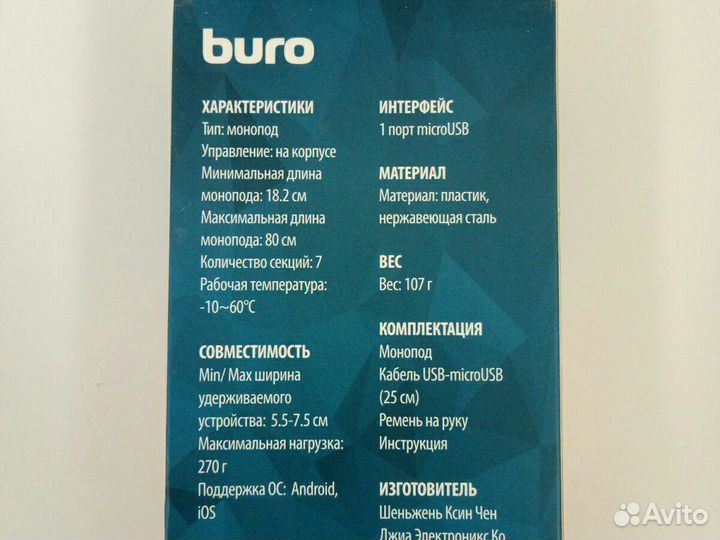 buro
ХАРАКТЕРИСТИКИ
Тип: монопод
Управление: на корпусе
Минимальная длина
монопода: 18.2 см
Максимальная длина
монопода: 80 см
Количество секций: 7
Рабочая температура:
-10~60°C
СОВМЕСТИМОСТЬ
Min/ Max ширина
удерживаемого
устройства: 5.5-7.5 см
Максимальная нагрузка:
270 г
Поддержка ОС: Android,
iOS
ИНТЕРФЕЙС
1 порт microUSB
МАТЕРИАЛ
Материал: пластик,
нержавеющая сталь
ВЕС
Вес: 107 г
КОМПЛЕКТАЦИЯ
Монопод
Кабель USB-microUSB
(25 см)
Ремень на руку
Инструкция
ИЗГОТОВИТЕЛЬ
Шеньжень Ксин Чен
Джиа Электроникс Ко
Avito